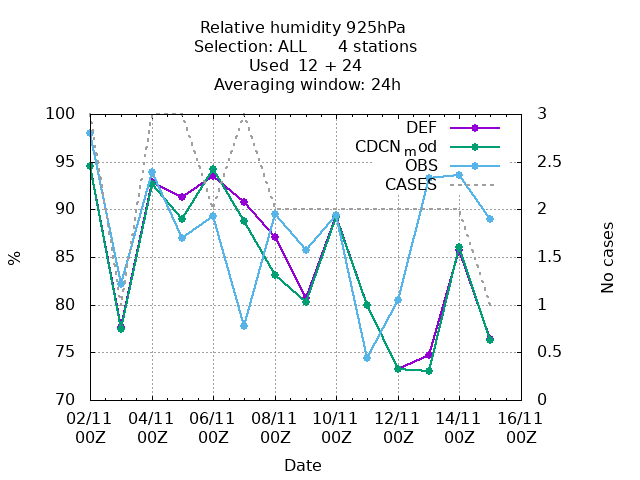 Relative humidity 925hPa
Selection: ALL      4 stations
Used  12 + 24
Averaging window: 24h
100 3
DEF
CDCN mod
95 OBS 2.5
CASES
90 2
85 1.5
% No cases
80 1
75 0.5
70 0
02/11 04/11 06/11 08/11 10/11 12/11 14/11 16/11
00Z 00Z 00Z 00Z 00Z 00Z 00Z 00Z
Date